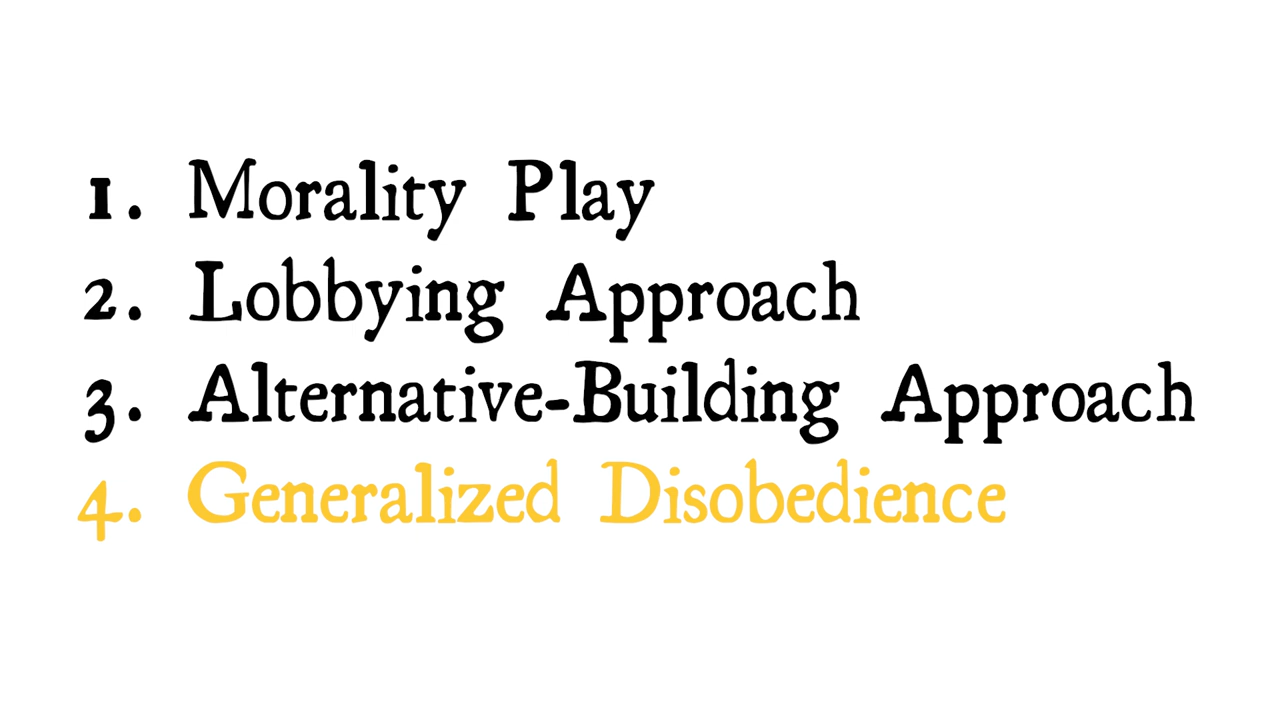 1. Morality Play
2. Lobbying Approach
3. Alternative-Building Approach
4. Generalized Disobedience